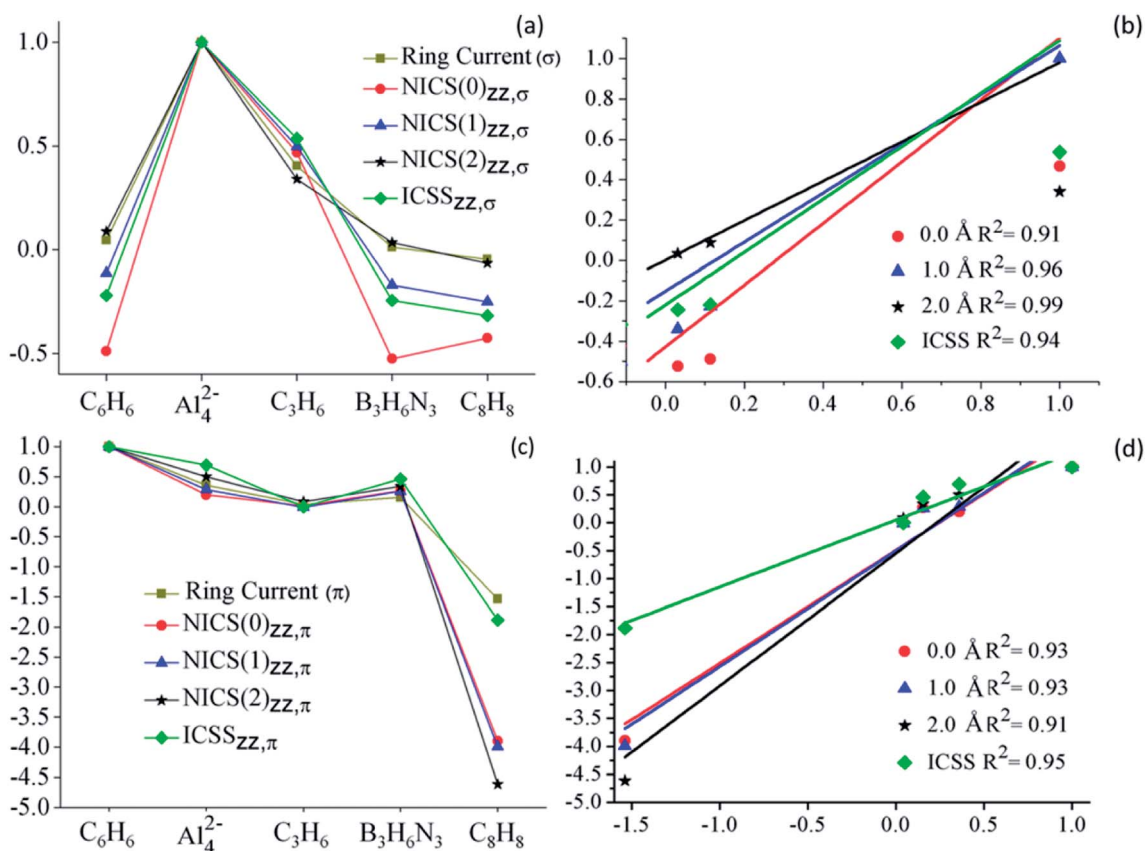 (a)
1.0
0.5
0.0
-0.5
Ring Current (σ)
NICS(0)zz,σ
NICS(1)zz,σ
NICS(2)zz,σ
ICSSzz,σ
C₆H₆ Al₄²⁻ C₃H₆ B₃H₆N₃ C₈H₈
(b)
1.0
0.8
0.6
0.4
0.2
0.0
-0.2
-0.4
-0.6
0.0 Å R²= 0.91
1.0 Å R²= 0.96
2.0 Å R²= 0.99
ICSS R²= 0.94
0.0 0.2 0.4 0.6 0.8 1.0
(c)
1.0
0.5
0.0
-0.5
-1.0
-1.5
-2.0
-2.5
-3.0
-3.5
-4.0
-4.5
-5.0
Ring Current (π)
NICS(0)zz,π
NICS(1)zz,π
NICS(2)zz,π
ICSSzz,π
C₆H₆ Al₄²⁻ C₃H₆ B₃H₆N₃ C₈H₈
(d)
1.0
0.5
0.0
-0.5
-1.0
-1.5
-2.0
-2.5
-3.0
-3.5
-4.0
-4.5
-5.0
0.0 Å R²= 0.93
1.0 Å R²= 0.93
2.0 Å R²= 0.91
ICSS R²= 0.95
-1.5 -1.0 -0.5 0.0 0.5 1.0